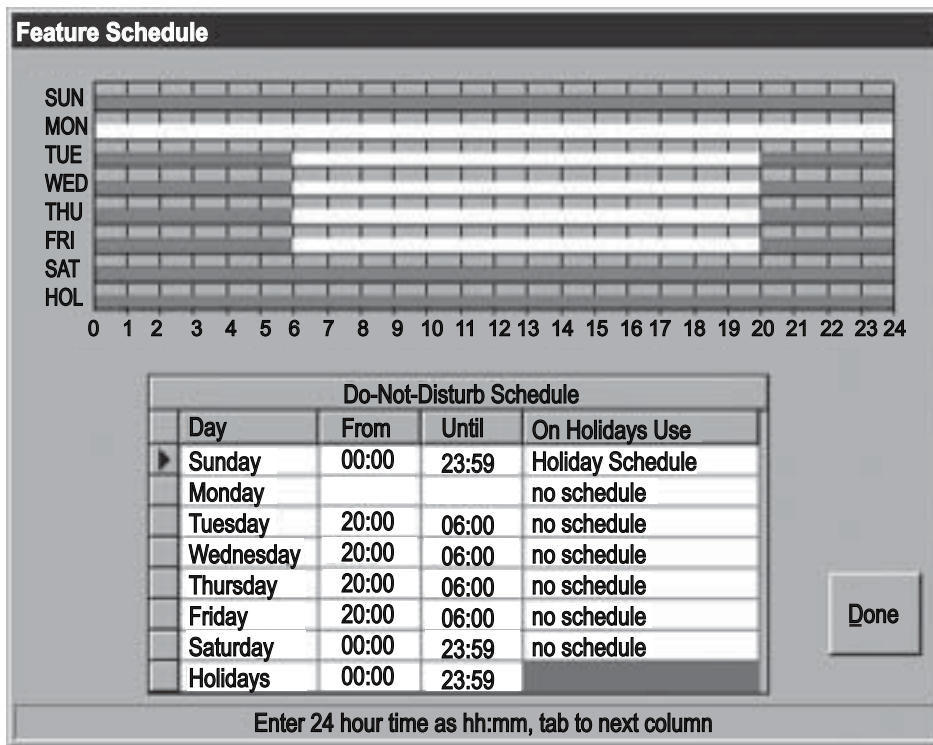 Feature Schedule
SUN
MON
TUE
WED
THU
FRI
SAT
HOL
0 1 2 3 4 5 6 7 8 9 10 11 12 13 14 15 16 17 18 19 20 21 22 23 24
Do-Not-Disturb Schedule
Day From Until On Holidays Use
Sunday 00:00 23:59 Holiday Schedule
Monday no schedule
Tuesday 20:00 06:00 no schedule
Wednesday 20:00 06:00 no schedule
Thursday 20:00 06:00 no schedule
Friday 20:00 06:00 no schedule
Saturday 00:00 23:59 no schedule
Holidays 00:00 23:59
Done
Enter 24 hour time as hh:mm, tab to next column